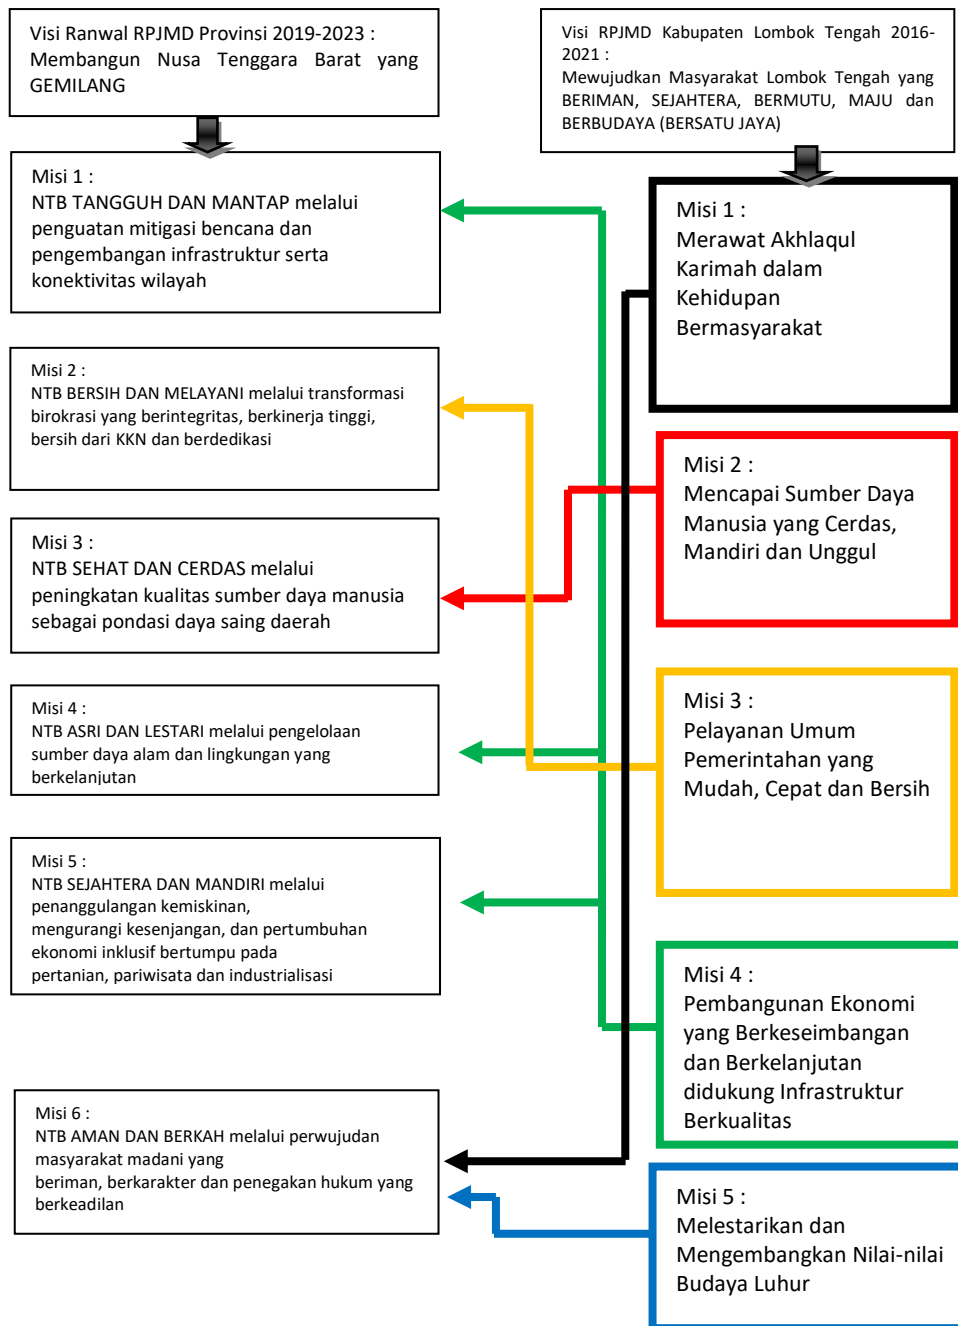 Visi Ranwal RPJMD Provinsi 2019-2023 :
Membangun Nusa Tenggara Barat yang
GEMILANG
Misi 1 :
NTB TANGGUH DAN MANTAP melalui
penguatan mitigasi bencana dan
pengembangan infrastruktur serta
konektivitas wilayah
Misi 2 :
NTB BERSIH DAN MELAYANI melalui transformasi
birokrasi yang berintegritas, berkinerja tinggi,
bersih dari KKN dan berdedikasi
Misi 3 :
NTB SEHAT DAN CERDAS melalui
peningkatan kualitas sumber daya manusia
sebagai pondasi daya saing daerah
Misi 4 :
NTB ASRI DAN LESTARI melalui pengelolaan
sumber daya alam dan lingkungan yang
berkelanjutan
Misi 5 :
NTB SEJAHTERA DAN MANDIRI melalui
penanggulangan kemiskinan,
mengurangi kesenjangan, dan pertumbuhan
ekonomi inklusif bertumpu pada
pertanian, pariwisata dan industrialisasi
Misi 6 :
NTB AMAN DAN BERKAH melalui perwujudan
masyarakat madani yang
beriman, berkarakter dan penegakan hukum yang
berkeadilan
Visi RPJMD Kabupaten Lombok Tengah 2016-
2021 :
Mewujudkan Masyarakat Lombok Tengah yang
BERIMAN, SEJAHTERA, BERMUTU, MAJU dan
BERBUDAYA (BERSATU JAYA)
Misi 1 :
Merawat Akhlaqul
Karimah dalam
Kehidupan
Bermasyarakat
Misi 2 :
Mencapai Sumber Daya
Manusia yang Cerdas,
Mandiri dan Unggul
Misi 3 :
Pelayanan Umum
Pemerintahan yang
Mudah, Cepat dan Bersih
Misi 4 :
Pembangunan Ekonomi
yang Berkeseimbangan
dan Berkelanjutan
didukung Infrastruktur
Berkualitas
Misi 5 :
Melestarikan dan
Mengembangkan Nilai-nilai
Budaya Luhur